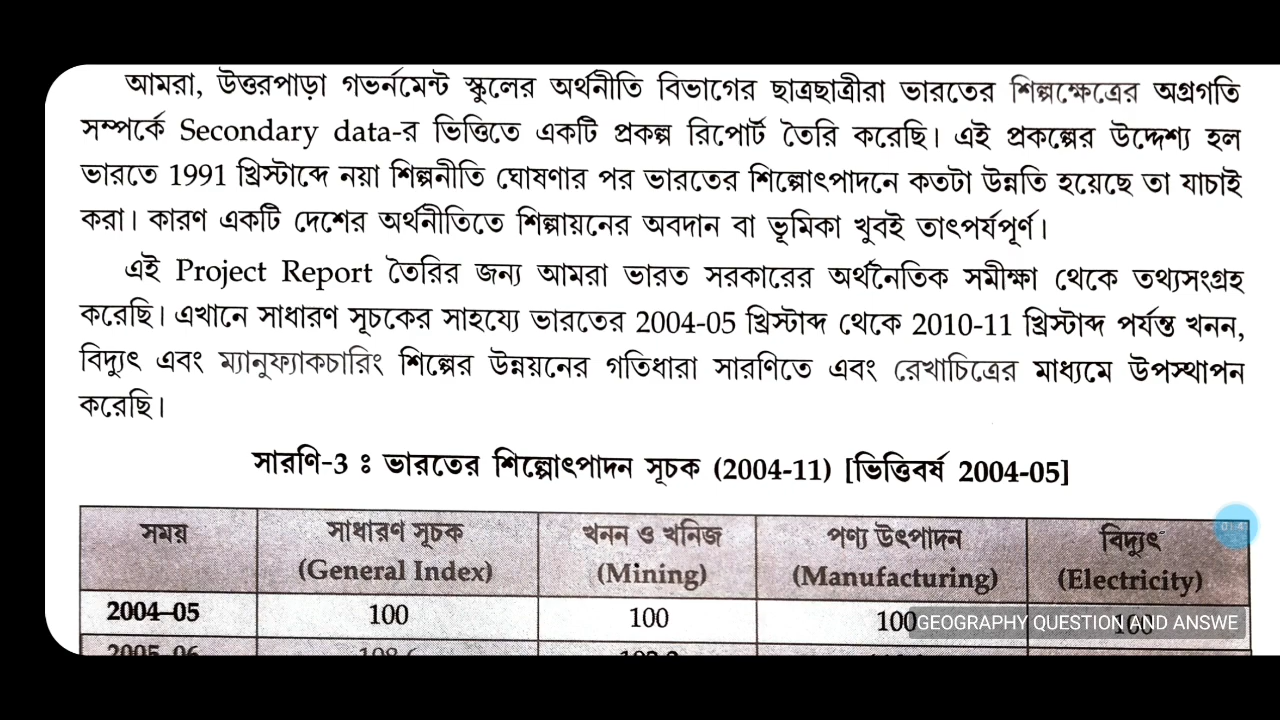 আমরা, উত্তরপাড়া গভর্নমেন্ট স্কুলের অর্থনীতি বিভাগের ছাত্রছাত্রীরা ভারতের শিল্পক্ষেত্রের অগ্রগতি
সম্পর্কে Secondary data-র ভিত্তিতে একটি প্রকল্প রিপোর্ট তৈরি করেছি। এই প্রকল্পের উদ্দেশ্য হল
ভারতে 1991 খ্রিস্টাব্দে নয়া শিল্পনীতি ঘোষণার পর ভারতের শিল্পোৎপাদনে কতটা উন্নতি হয়েছে তা যাচাই
করা। কারণ একটি দেশের অর্থনীতিতে শিল্পায়নের অবদান বা ভূমিকা খুবই তাৎপর্যপূর্ণ।
এই Project Report তৈরির জন্য আমরা ভারত সরকারের অর্থনৈতিক সমীক্ষা থেকে তথ্যসংগ্রহ
করেছি। এখানে সাধারণ সূচকের সাহয্যে ভারতের 2004-05 খ্রিস্টাব্দ থেকে 2010-11 খ্রিস্টাব্দ পর্যন্ত খনন,
বিদ্যুৎ এবং ম্যানুফ্যাকচারিং শিল্পের উন্নয়নের গতিধারা সারণিতে এবং রেখাচিত্রের মাধ্যমে উপস্থাপন
করেছি।
সারণি-3 ঃ ভারতের শিল্পোৎপাদন সূচক (2004-11) [ভিত্তিবর্ষ 2004-05]
সময় সাধারণ সূচক খনন ও খনিজ পণ্য উৎপাদন বিদ্যুৎ
(General Index) (Mining) (Manufacturing) (Electricity)
2004–05 100 100 100 100
GEOGRAPHY QUESTION AND ANSWE
2005-06